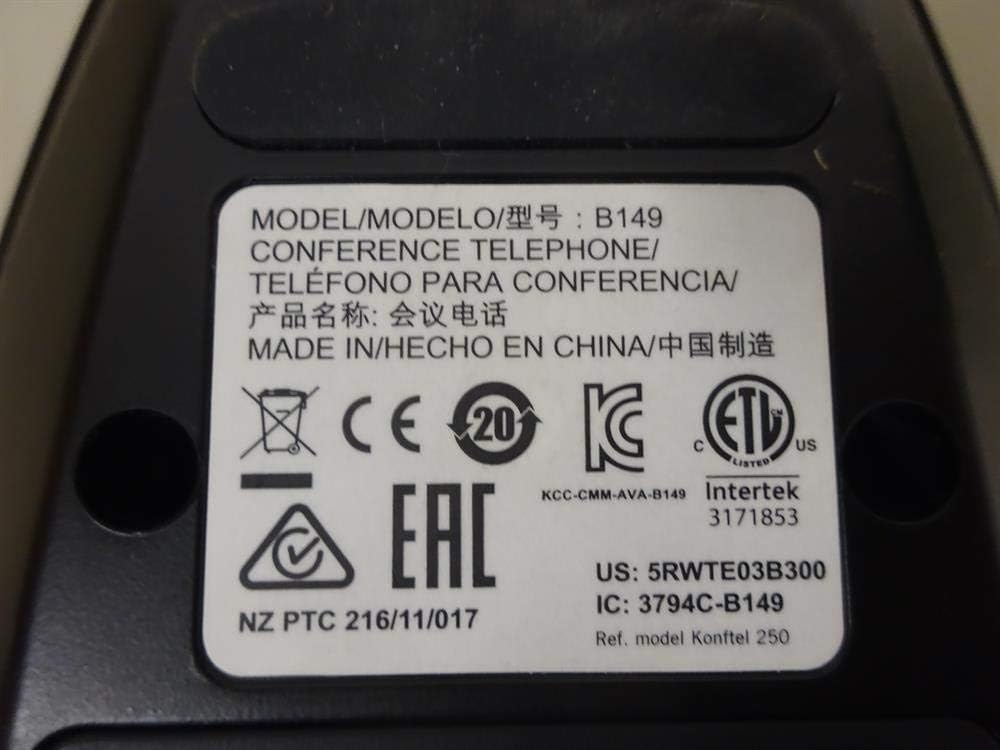 MODEL/MODELO/型号 : B149
CONFERENCE TELEPHONE/
TELÉFONO PARA CONFERENCIA/
产品名称: 会议电话
MADE IN/HECHO EN CHINA/中国制造
CE 20 KC C ETL CM US
LISTED
KCC-CMM-AVA-B149 Intertek
3171853
EAC
US: 5RWTE03B300
IC: 3794C-B149
NZ PTC 216/11/017
Ref. model Konftel 250